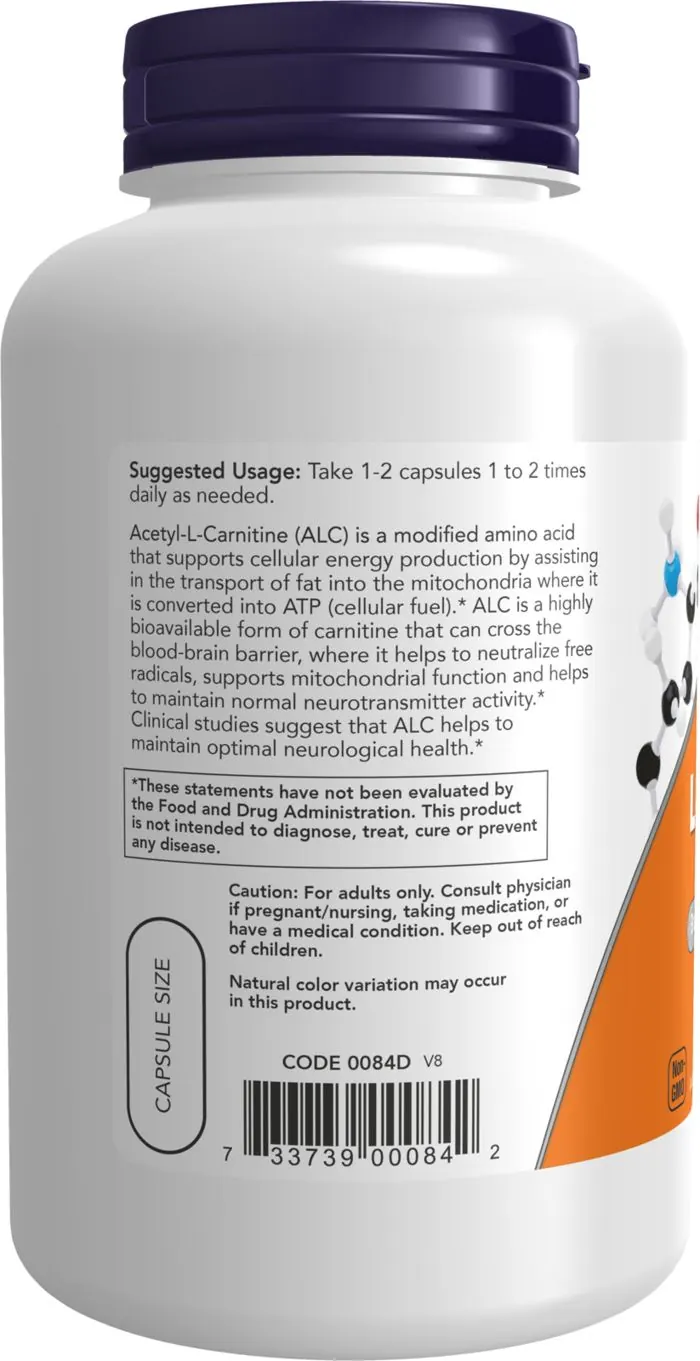 Suggested Usage: Take 1-2 capsules 1 to 2 times
daily as needed.
Acetyl-L-Carnitine (ALC) is a modified amino acid
that supports cellular energy production by assisting
in the transport of fat into the mitochondria where it
is converted into ATP (cellular fuel).* ALC is a highly
bioavailable form of carnitine that can cross the
blood-brain barrier, where it helps to neutralize free
radicals, supports mitochondrial function and helps
to maintain normal neurotransmitter activity.*
Clinical studies suggest that ALC helps to
maintain optimal neurological health.*
*These statements have not been evaluated by
the Food and Drug Administration. This product
is not intended to diagnose, treat, cure or prevent
any disease.
Caution: For adults only. Consult physician
if pregnant/nursing, taking medication, or
have a medical condition. Keep out of reach
of children.
Natural color variation may occur
in this product.
CAPSULE SIZE
CODE 0084D V8
7 33739 00084 2
L
Non-
GMO